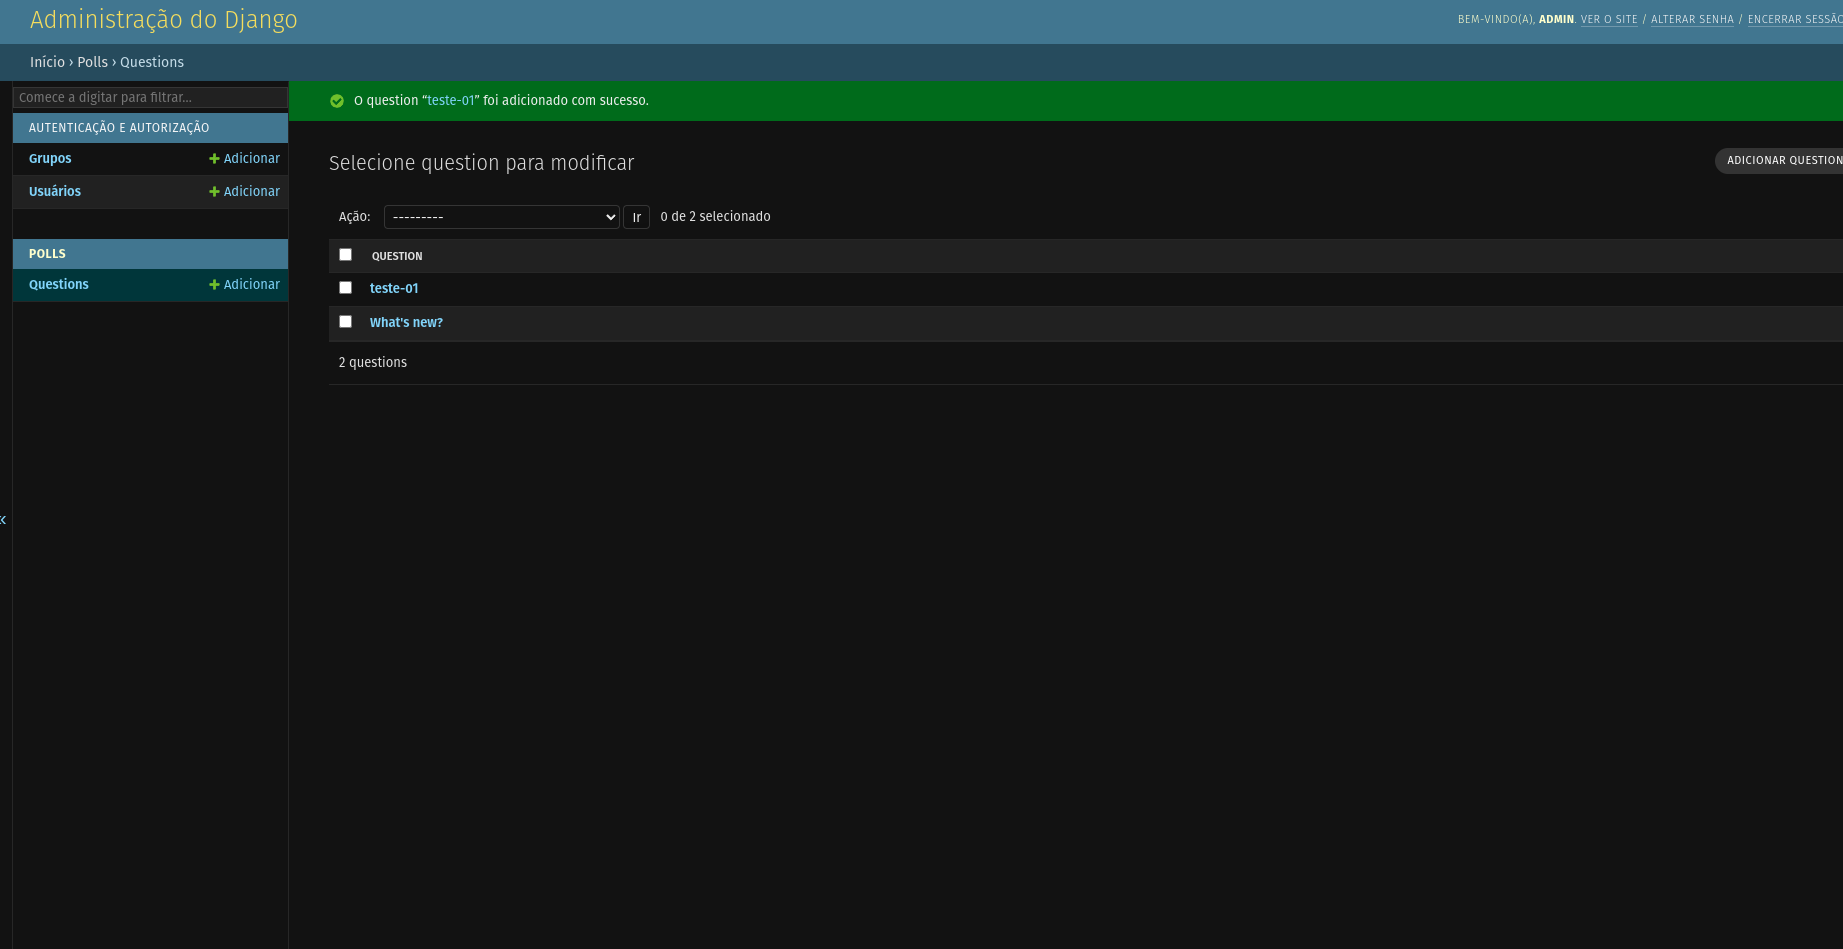 Administração do Django
BEM-VINDO(A), ADMIN. VER O SITE / ALTERAR SENHA / ENCERRAR SESSÃO
Início › Polls › Questions
Comece a digitar para filtrar...
AUTENTICAÇÃO E AUTORIZAÇÃO
Grupos + Adicionar
Usuários + Adicionar
POLLS
Questions + Adicionar
«
O question “teste-01” foi adicionado com sucesso.
Selecione question para modificar
ADICIONAR QUESTION
Ação: --------- Ir 0 de 2 selecionado
QUESTION
teste-01
What's new?
2 questions